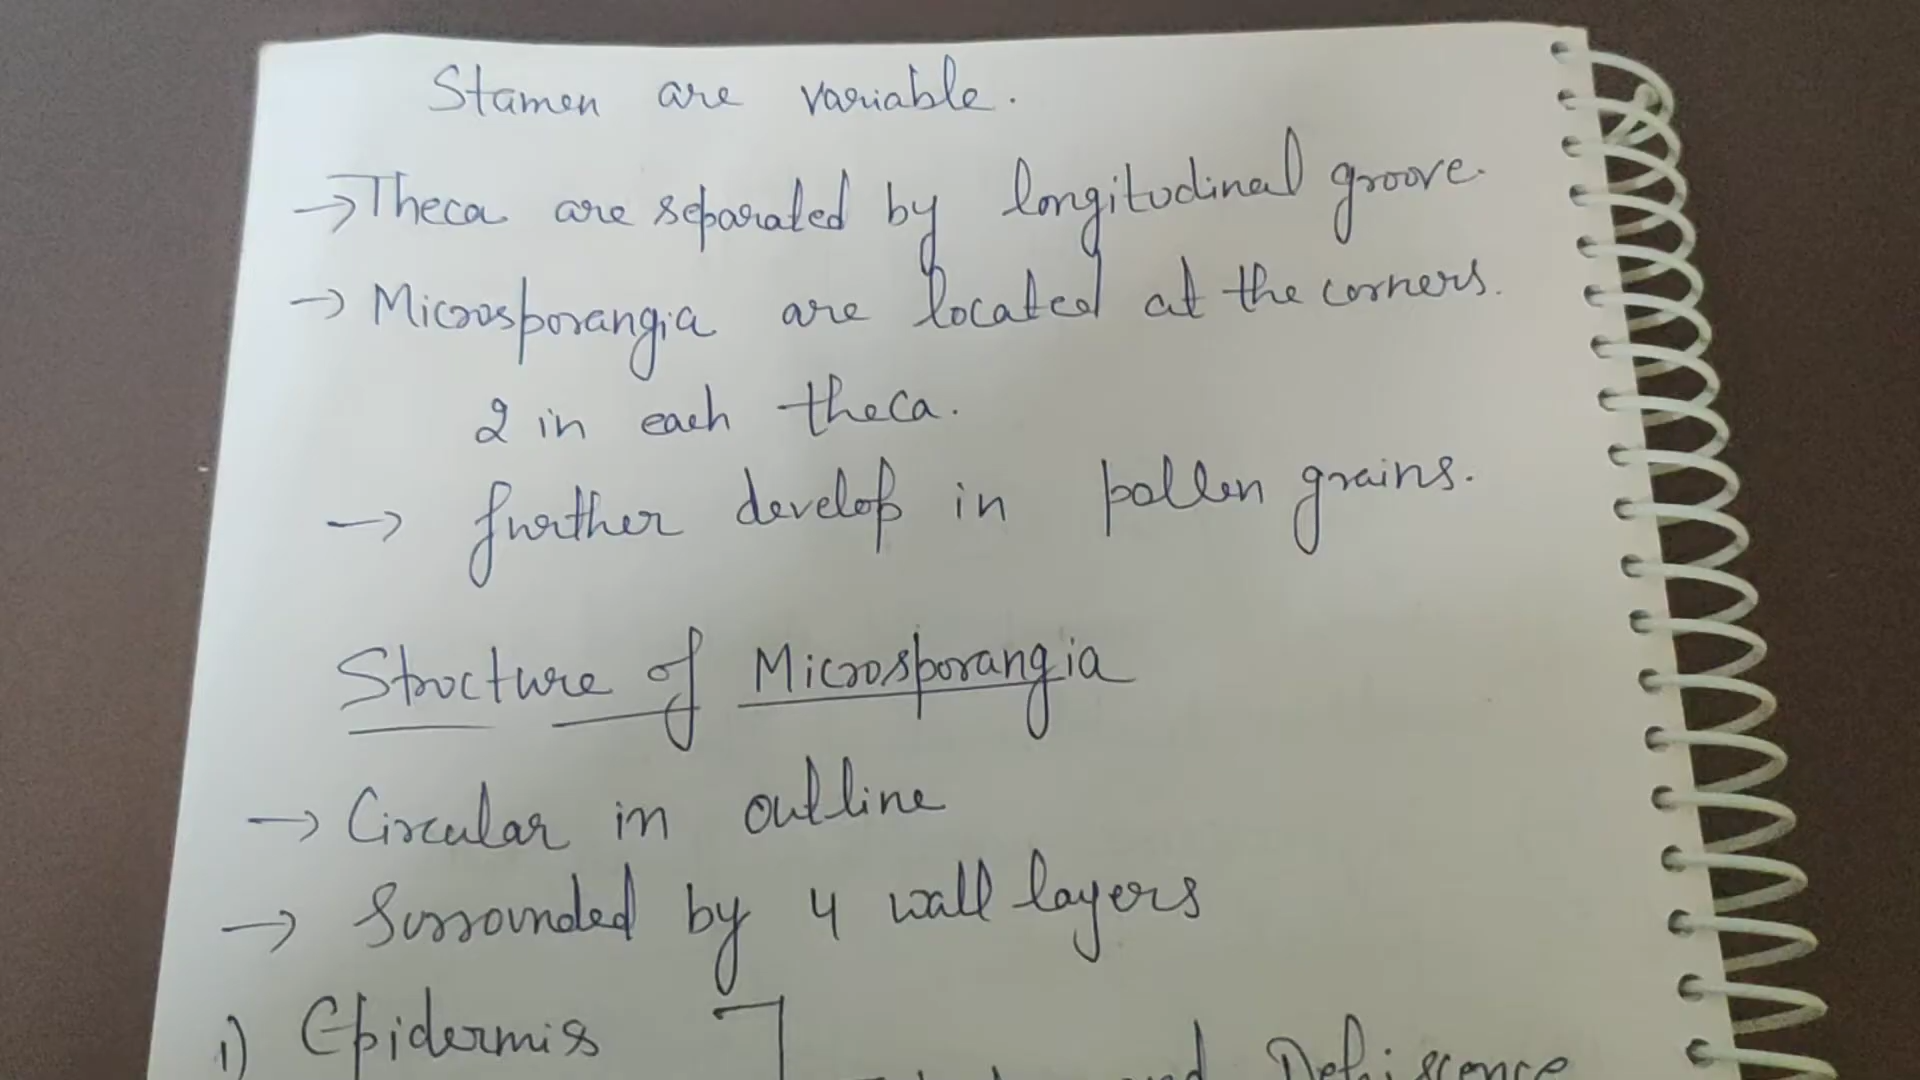 Stamen are variable.
→ Theca are separated by longitudinal groove.
→ Microsporangia are located at the corners.
2 in each theca.
→ further develop in pollen grains.
Structure of Microsporangia
→ Circular in outline
→ Surrounded by 4 wall layers
1) Epidermis
Dehiscence